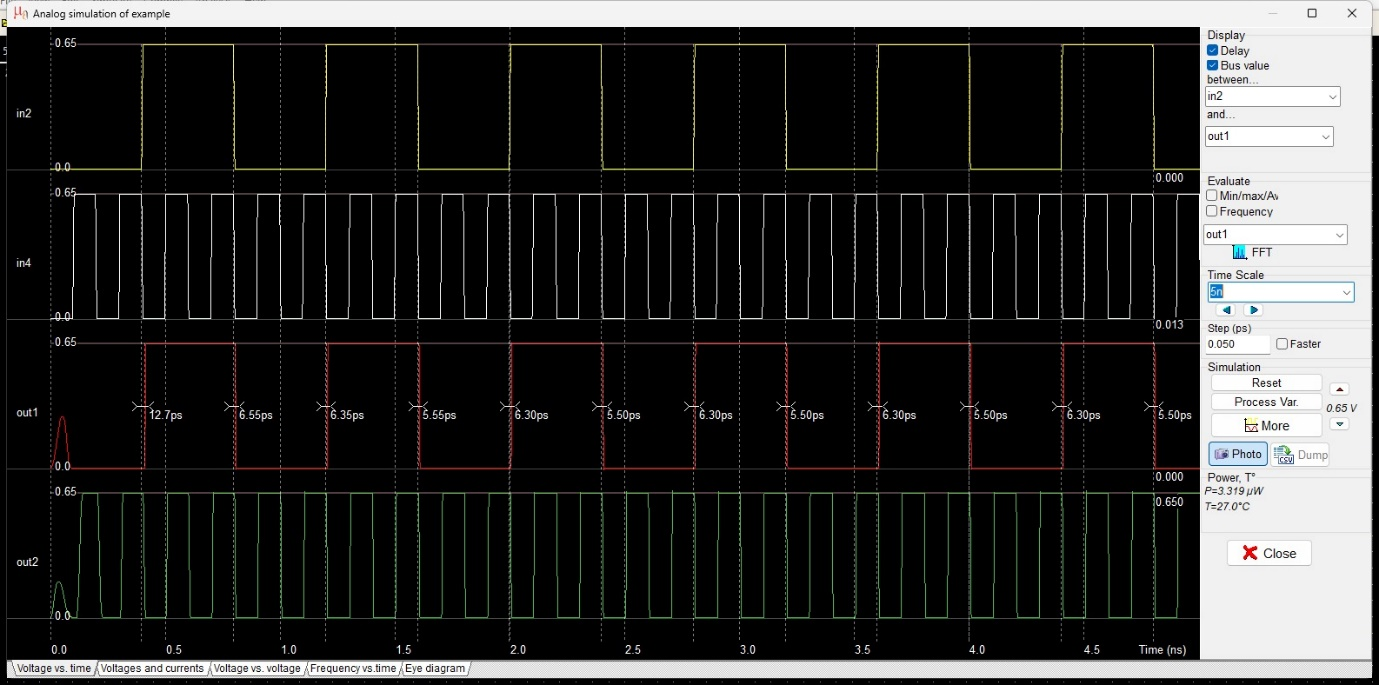 Analog simulation of example
in2
0.65
0.0
0.000
in4
0.65
0.0
0.013
out1
0.65
12.7ps
6.55ps
6.35ps
5.55ps
6.30ps
5.50ps
6.30ps
5.50ps
6.30ps
5.50ps
6.30ps
5.50ps
0.0
0.000
out2
0.65
0.650
0.0
0.0
0.5
1.0
1.5
2.0
2.5
3.0
3.5
4.0
4.5
Time (ns)
Voltage vs. time
Voltages and currents
Voltage vs. voltage
Frequency vs.time
Eye diagram
Display
Delay
Bus value
between...
in2
and...
out1
Evaluate
Min/max/Av
Frequency
out1
FFT
Time Scale
5n
Step (ps)
0.050
Faster
Simulation
Reset
Process Var.
0.65 V
More
Photo
CSV
Dump
Power, T°
P=3.319 µW
T=27.0°C
Close